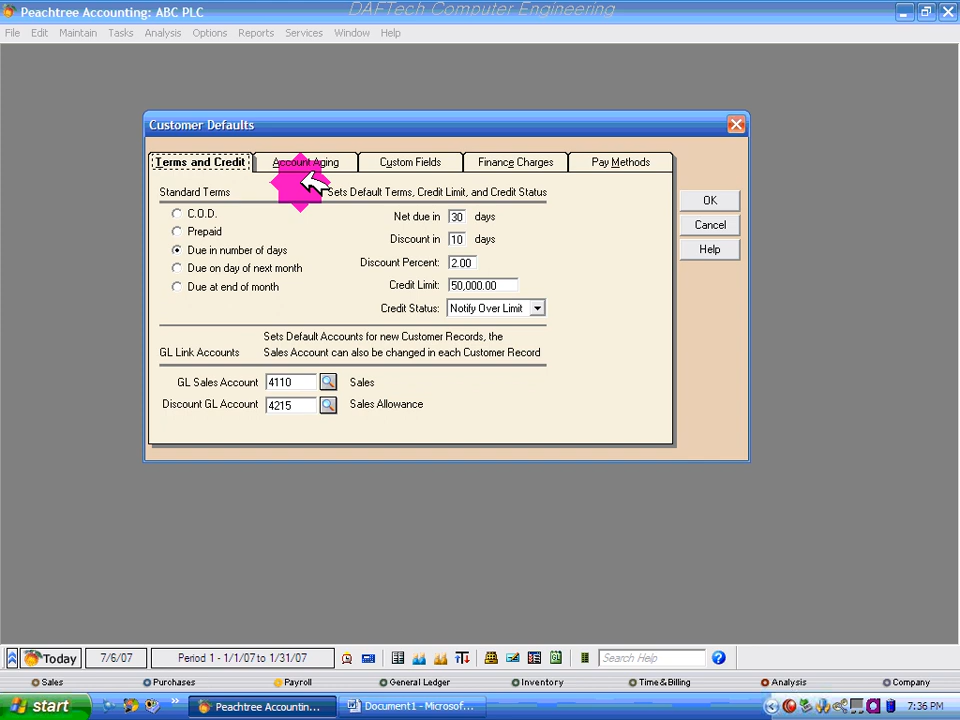 Peachtree Accounting: ABC PLC
DAFTech Computer Engineering
File Edit Maintain Tasks Analysis Options Reports Services Window Help
Customer Defaults
Terms and Credit Account Aging Custom Fields Finance Charges Pay Methods
Standard Terms Sets Default Terms, Credit Limit, and Credit Status
C.O.D.
Prepaid
Due in number of days
Due on day of next month
Due at end of month
Net due in 30 days
Discount in 10 days
Discount Percent: 2.00
Credit Limit: 50,000.00
Credit Status: Notify Over Limit
OK
Cancel
Help
Sets Default Accounts for new Customer Records, the
GL Link Accounts Sales Account can also be changed in each Customer Record
GL Sales Account 4110 Sales
Discount GL Account 4215 Sales Allowance
Today 7/6/07 Period 1 - 1/1/07 to 1/31/07 Search Help
Sales Purchases Payroll General Ledger Inventory Time & Billing Analysis Company
start Peachtree Accountin... Document1 - Microsof... 7:36 PM